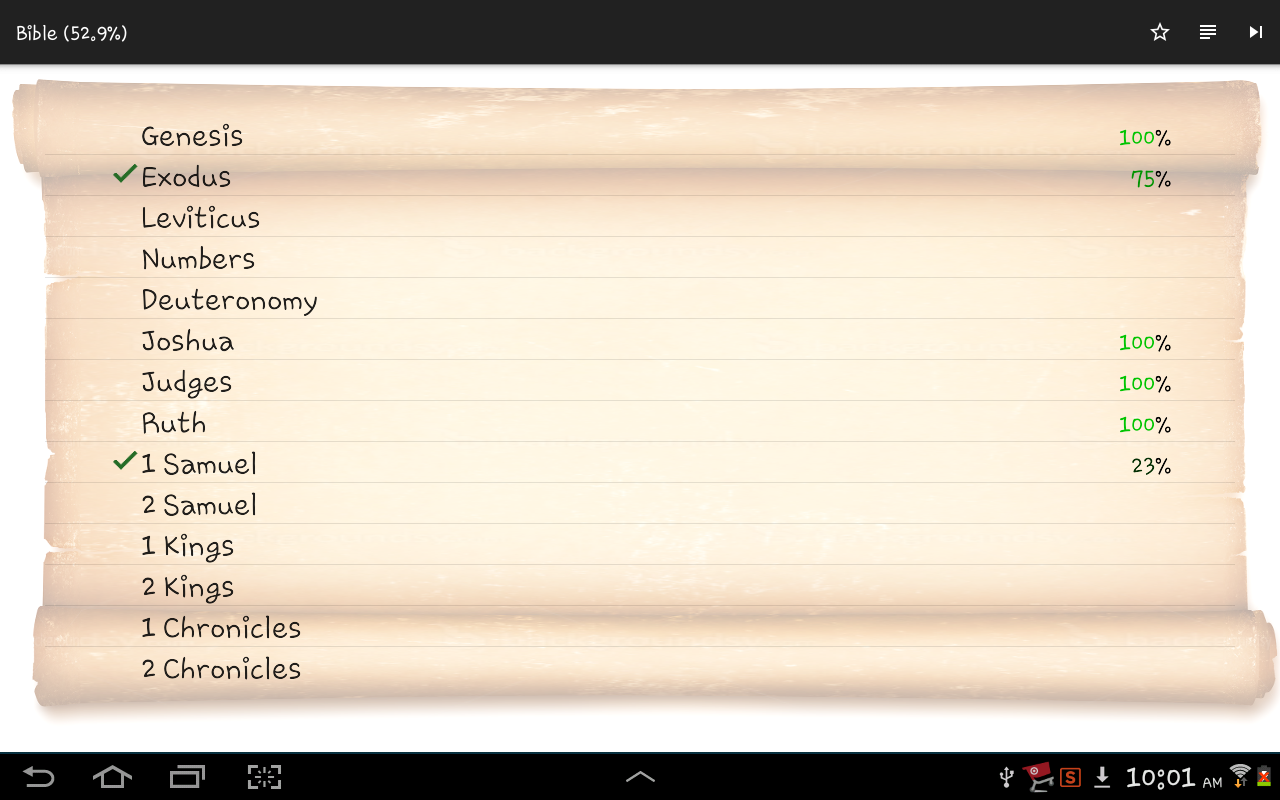 Bible (52.9%)
Genesis 100%
Exodus 75%
Leviticus
Numbers
Deuteronomy
Joshua 100%
Judges 100%
Ruth 100%
1 Samuel 23%
2 Samuel
1 Kings
2 Kings
1 Chronicles
2 Chronicles
S 10:01 AM